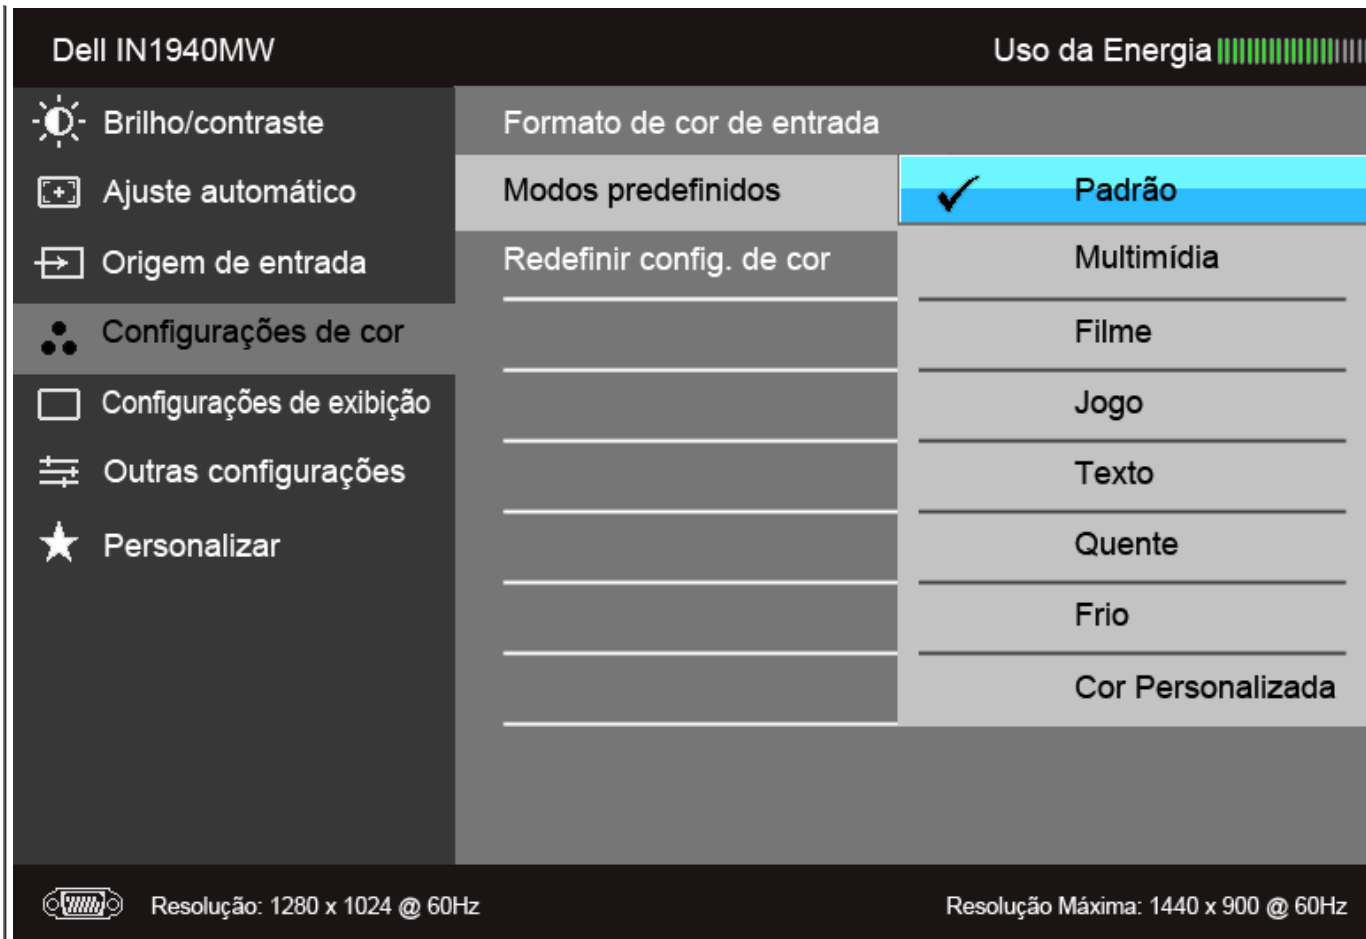 Dell IN1940MW Uso da Energia
Brilho/contraste Formato de cor de entrada
Ajuste automático Modos predefinidos Padrão
Origem de entrada Redefinir config. de cor Multimídia
Configurações de cor Filme
Configurações de exibição Jogo
Outras configurações Texto
Personalizar Quente
Frio
Cor Personalizada
Resolução: 1280 x 1024 @ 60Hz Resolução Máxima: 1440 x 900 @ 60Hz